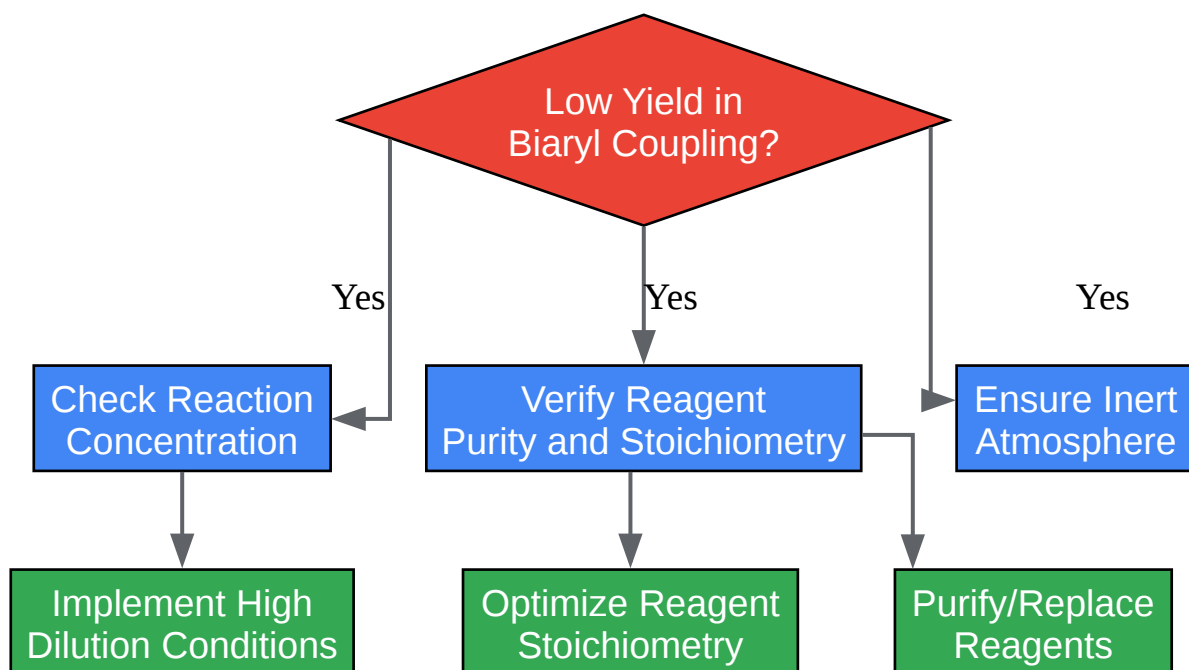 Low Yield in
Biaryl Coupling?
Yes
Yes
Yes
Check Reaction
Concentration
Verify Reagent
Purity and Stoichiometry
Ensure Inert
Atmosphere
Implement High
Dilution Conditions
Optimize Reagent
Stoichiometry
Purify/Replace
Reagents